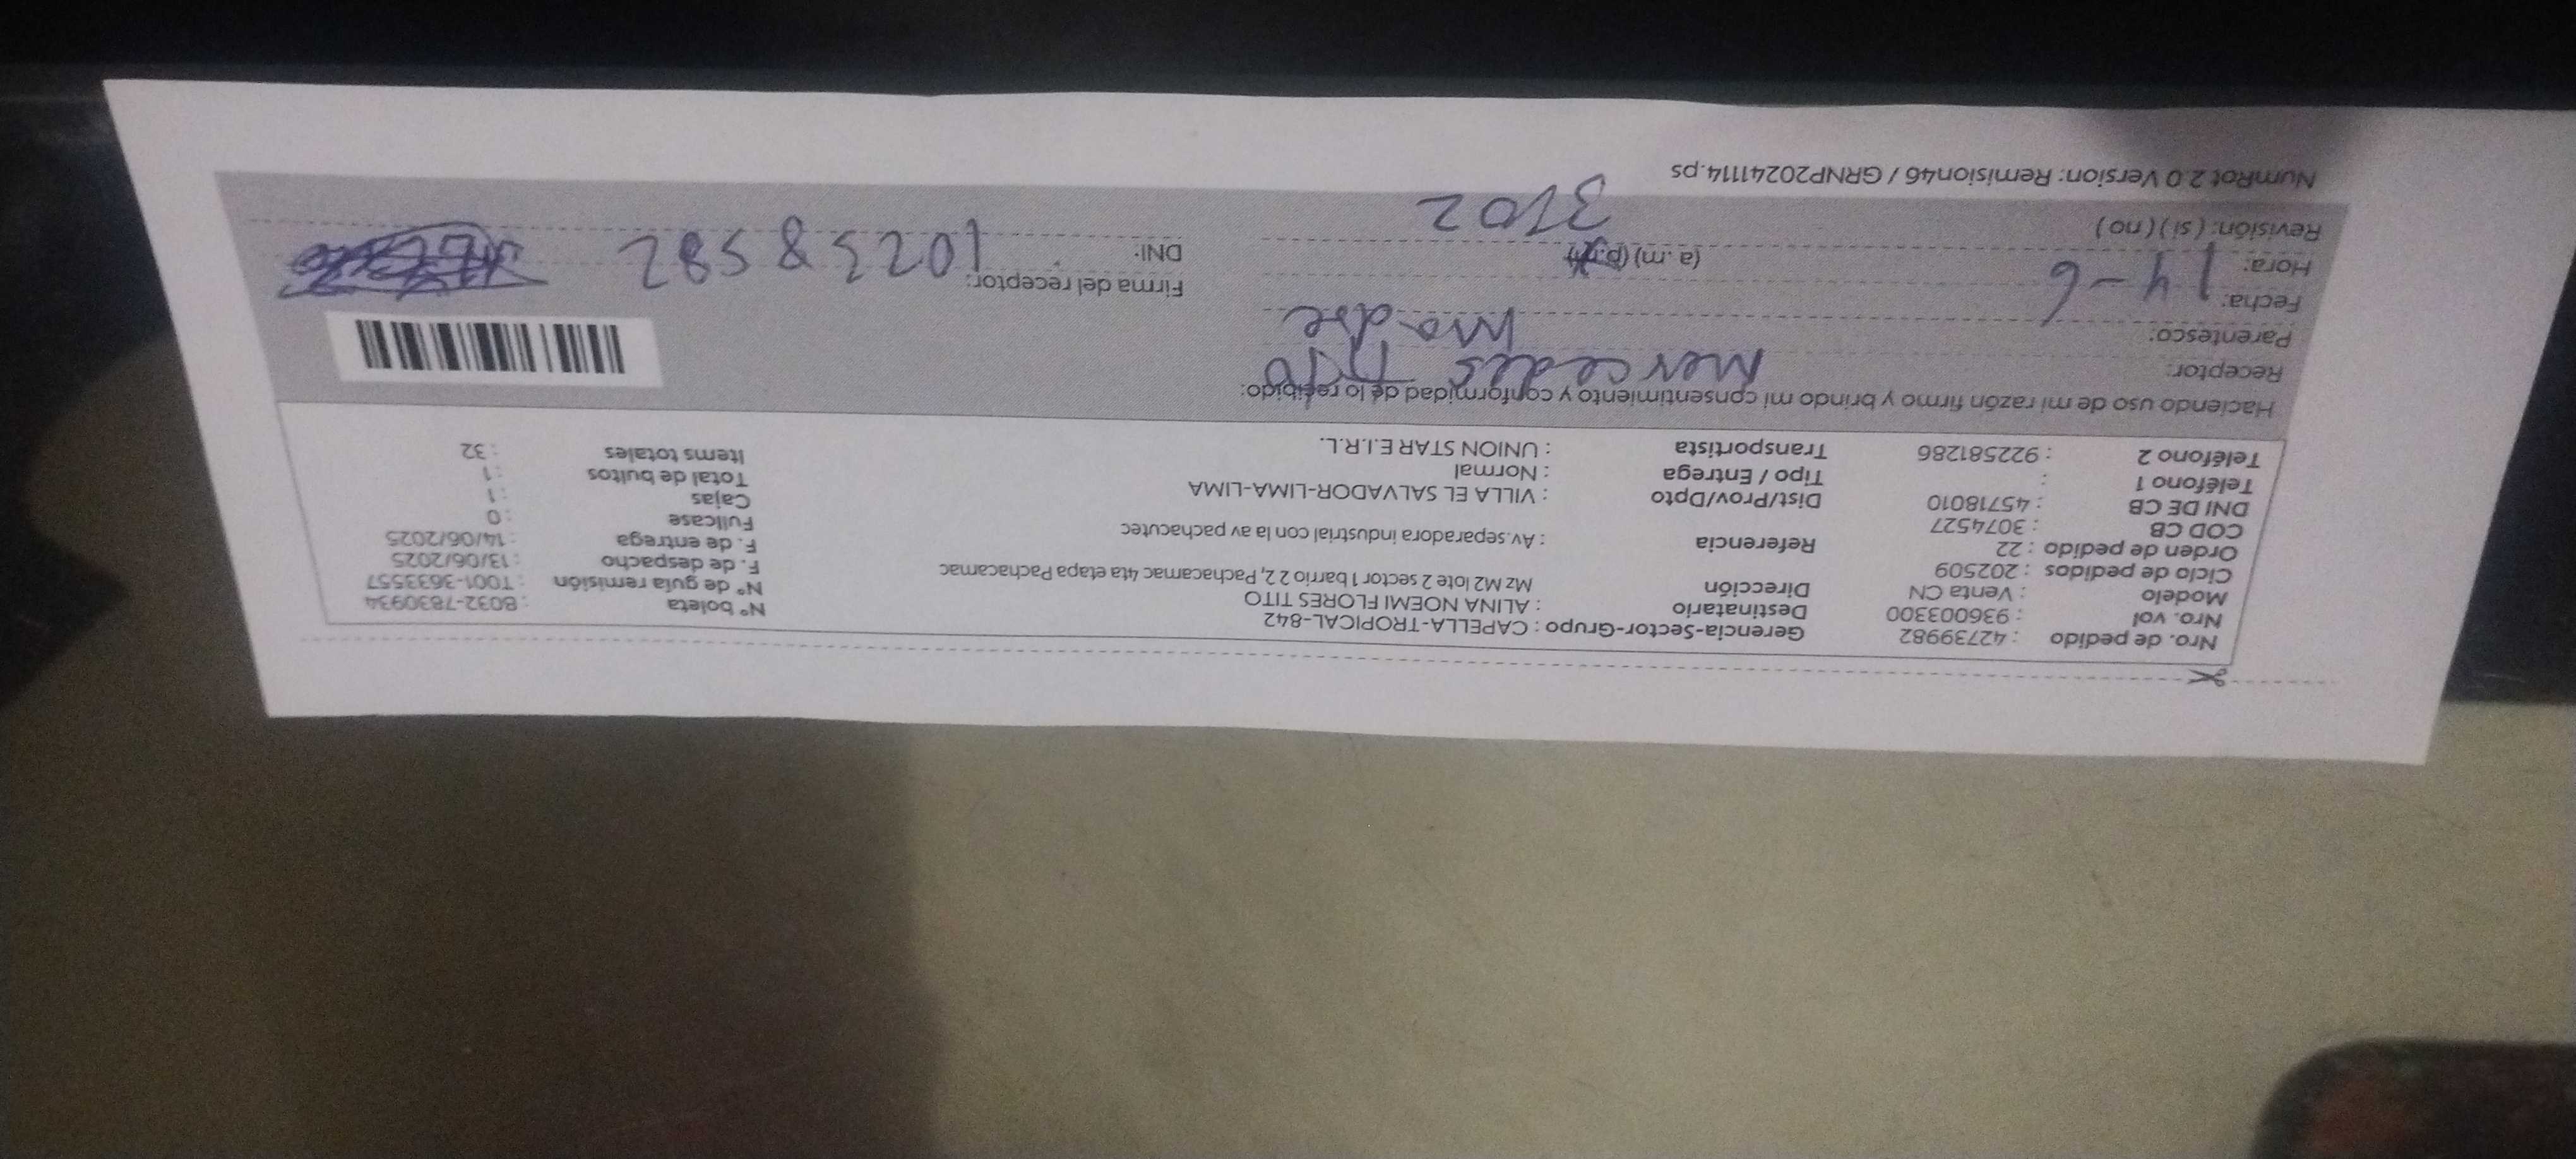 Nro. de pedido : 42739982 Gerencia-Sector-Grupo : CAPELLA-TROPICAL-842 N° boleta : B032-7830934
Nro. vol : 936003300 Destinatario : ALINA NOEMI FLORES TITO N° de guía remisión : T001-3633557
Modelo : Venta CN Dirección Mz M2 lote 2 sector 1 barrio 2 2, Pachacamac 4ta etapa Pachacamac F. de despacho : 13/06/2025
Ciclo de pedidos : 202509 Referencia : Av.separadora industrial con la av pachacutec F. de entrega : 14/06/2025
Orden de pedido : 22 Fullcase : 0
COD CB : 3074527 Dist/Prov/Dpto : VILLA EL SALVADOR-LIMA-LIMA Cajas : 1
DNI DE CB : 45718010 Tipo / Entrega : Normal Total de bultos : 1
Teléfono 1 : Transportista : UNION STAR E.I.R.L. Items totales : 32
Teléfono 2 : 922581286
Haciendo uso de mi razón firmo y brindo mi consentimiento y conformidad de lo recibido:
Receptor: Mercedes Tito
Parentesco: Madre
Fecha: 14-6 Firma del receptor:
Hora: (a.m) (p.m) DNI: 10238582
Revisión: ( si ) ( no ) 3702
NumRot 2.0 Version: Remision46 / GRNP20241114.ps